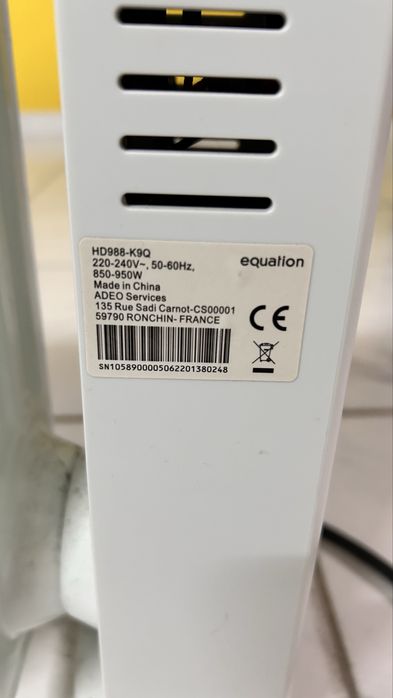 HD988-K9Q
equation
220-240V~, 50-60Hz,
850-950W
Made in China
ADEO Services
135 Rue Sadi Carnot-CS00001
59790 RONCHIN- FRANCE
CE
SN1058900005062201380248